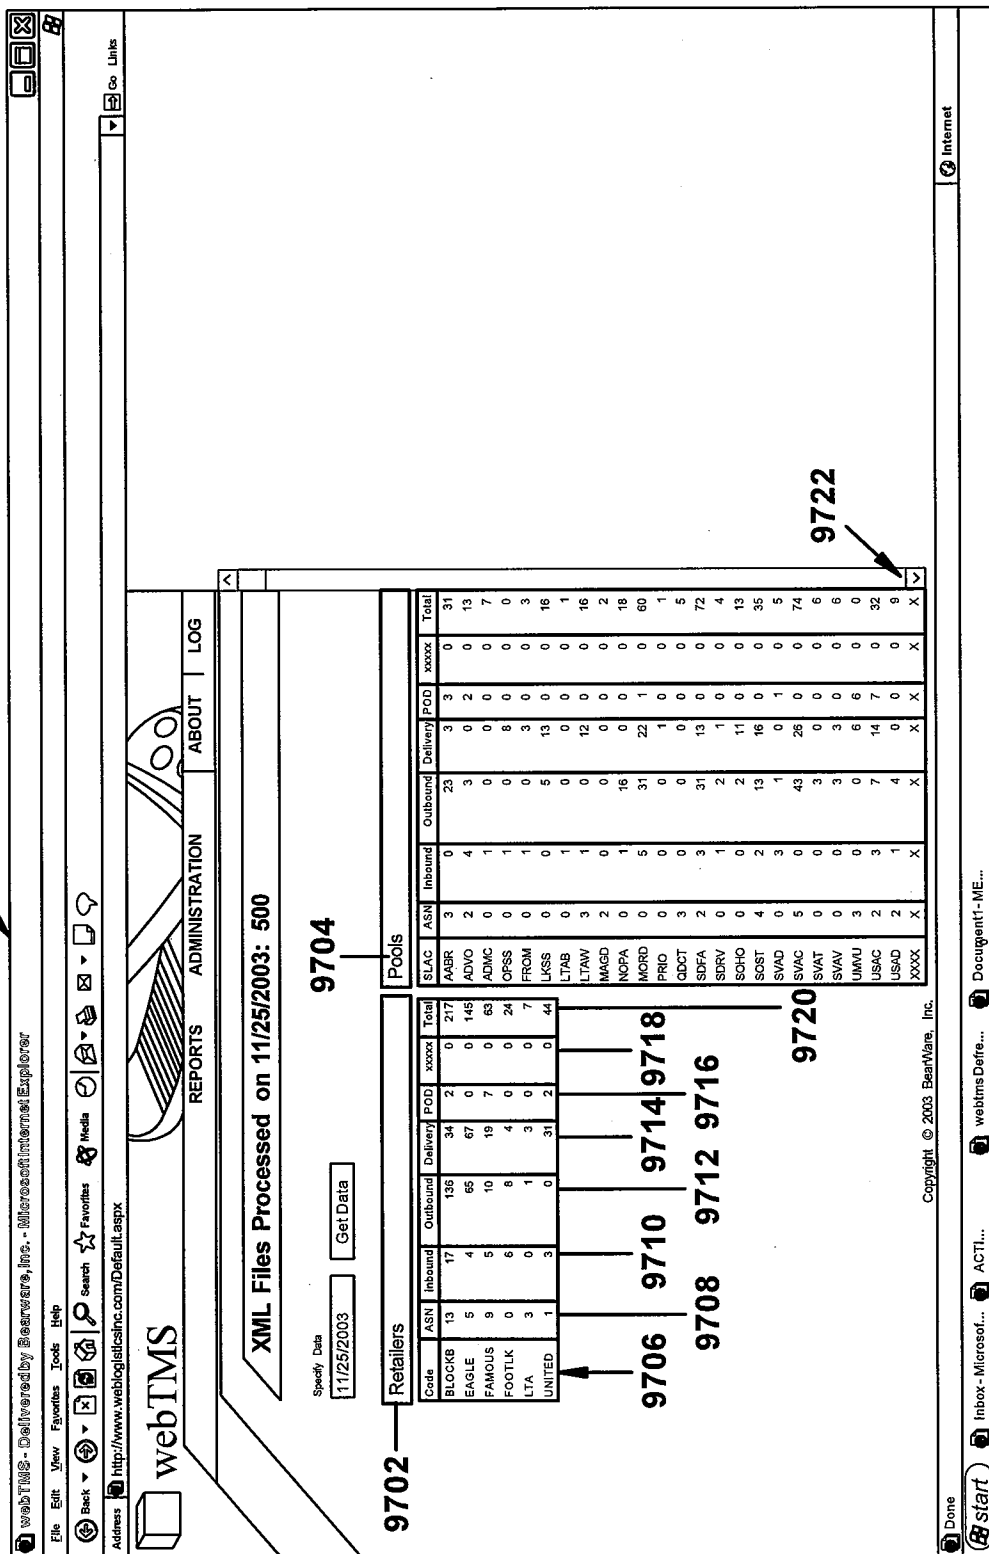 webTMS - Delivered by Bearware, Inc. - Microsoft Internet Explorer
File Edit View Favorites Tools Help
Back Search Favorites Media
Address http://www.weblogisticsinc.com/Default.aspx Go Links
webTMS
REPORTS ADMINISTRATION ABOUT LOG
XML Files Processed on 11/25/2003: 500
Specify Data
11/25/2003 Get Data
9702
9704
Retailers
Code ASN Inbound Outbound Delivery POD xxxxx Total
BLOCKB 13 17 136 34 2 0 217
EAGLE 5 4 65 67 0 0 145
FAMOUS 9 5 10 19 7 0 63
FOOTLK 0 6 8 4 0 0 24
LTA 3 0 1 3 0 0 7
UNITED 1 3 0 31 2 0 44
9706 9710 9714 9718
9708 9712 9716
9720
Pools
SLAC ASN Inbound Outbound Delivery POD xxxxx Total
AABR 3 0 23 3 3 0 31
ADVO 2 4 3 0 2 0 13
ADMC 0 1 0 0 0 0 7
OPSS 0 1 0 8 0 0 0
FROM 0 1 0 3 0 0 3
LKSS 0 0 5 13 0 0 16
LTAB 0 1 0 0 0 0 1
LTAW 3 1 0 12 0 0 16
MAGD 2 0 0 0 0 0 2
NOPA 0 1 16 0 0 0 18
MORD 0 5 31 22 1 0 60
PRIO 0 0 0 1 0 0 1
QDCT 3 0 0 0 0 0 5
SDFA 2 3 31 13 0 0 72
SDRV 0 1 2 1 0 0 4
SOHO 0 0 2 11 0 0 13
SOST 4 2 13 16 0 0 35
SVAD 0 3 1 0 1 0 5
SVAC 5 0 43 26 0 0 74
SVAT 0 0 3 0 0 0 6
SVAV 0 0 3 3 0 0 6
UMVU 3 0 0 6 6 0 0
USAC 2 3 7 14 7 0 32
USAD 2 1 4 0 0 0 9
XXXX X X X X X X X
9722
Copyright © 2003 BearWare, Inc.
Done Internet
start Inbox - Microsof... ACTI... webtmsDefre... Document1 - ME...